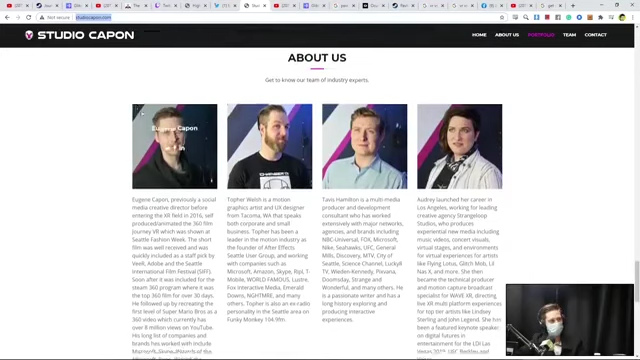 Not secure
studiocapon.com
STUDIO CAPON
HOME ABOUT US PORTFOLIO TEAM CONTACT
ABOUT US
Get to know our team of industry experts.
Eugene Capon
Eugene Capon, previously a social
media creative director before
entering the XR field in 2016, self
produced/animated the 360 film
Journey VR which was shown at
Seattle Fashion Week. The short
film was well received and was
quickly included as a staff pick by
VeeR, Adobe and the Seattle
International Film Festival (SIFF).
Soon after it was included for the
steam 360 program where it was
the top 360 film for over 30 days.
He followed up by recreating the
first level of Super Mario Bros as a
360 video which currently has
over 8 million views on YouTube.
His long list of companies and
brands he's worked with include
Topher Welsh is a motion
graphics artist and UX designer
from Tacoma, WA that speaks
both corporate and small
business. Topher has been a
leader in the motion industry as
the founder of After Effects
Seattle User Group, and working
with companies such as
Microsoft, Amazon, Skype, Ripl, T-
Mobile, WORLD FAMOUS, Lustre,
Fox Interactive Media, Emerald
Downs, NGHTMRE, and many
others. Topher is also an ex-radio
personality in the Seattle area on
Funky Monkey 104.9fm.
Tavis Hamilton is a multi media
producer and development
consultant who has worked
extensively with major networks,
agencies, and brands including
NBC-Universal, FOX, Microsoft,
Nike, Seahawks, UFC, General
Mills, Discovery, MTV, City of
Seattle, Science Channel, Lucky8
TV, Wieden-Kennedy, Pievana,
Doomsday, Strange and
Wonderful, and many others. He
is a passionate writer and has a
long history exploring and
producing interactive
experiences.
Audrey launched her career in
Los Angeles, working for leading
creative agency Strangeloop
Studios, who produces
experimental new media including
music videos, concert visuals,
virtual stages, and environments
for virtual experiences for artists
like Flying Lotus, Glitch Mob, Lil
Nas X, and more. She then
became the technical producer
and motion capture broadcast
specialist for WAVE XR, directing
live XR multi platform experiences
for top tier artists like Lindsey
Stirling and John Legend. She has
been a featured keynote speaker
on digital futures in
entertainment for the LDI Las